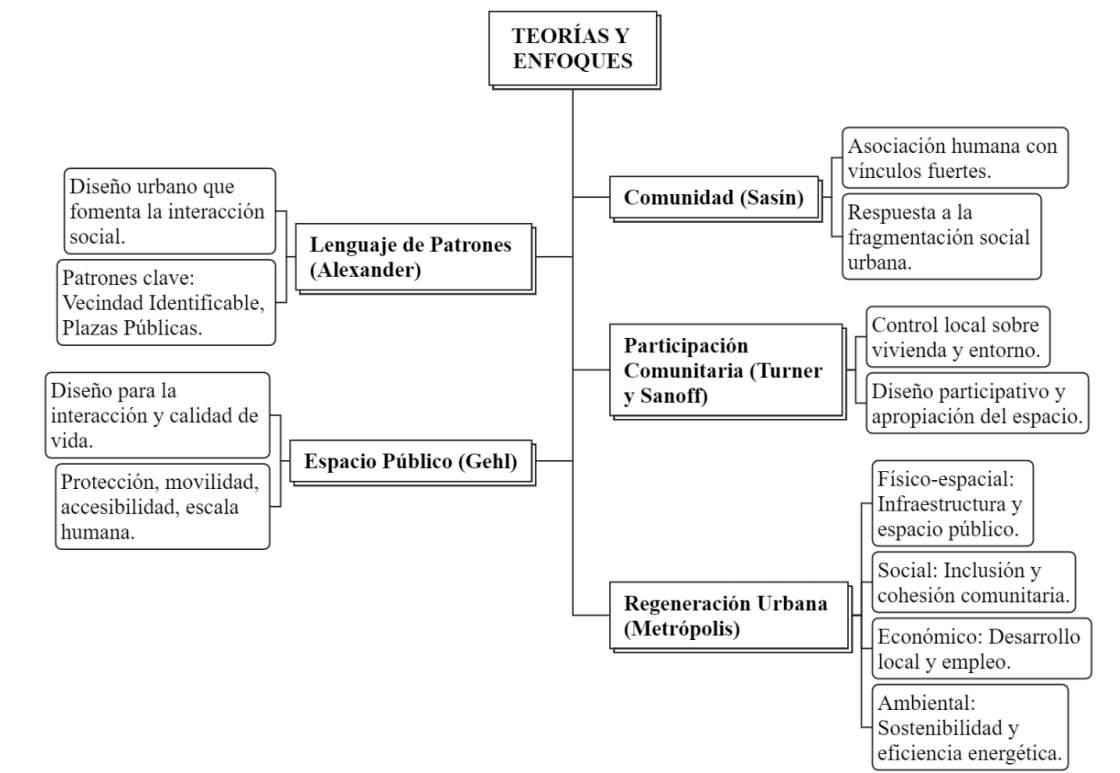 TEORÍAS Y
ENFOQUES
Lenguaje de Patrones
(Alexander)
Diseño urbano que
fomenta la interacción
social.
Patrones clave:
Vecindad Identificable,
Plazas Públicas.
Espacio Público (Gehl)
Diseño para la
interacción y calidad de
vida.
Protección, movilidad,
accesibilidad, escala
humana.
Comunidad (Sasín)
Asociación humana con
vínculos fuertes.
Respuesta a la
fragmentación social
urbana.
Participación
Comunitaria (Turner
y Sanoff)
Control local sobre
vivienda y entorno.
Diseño participativo y
apropiación del espacio.
Regeneración Urbana
(Metrópolis)
Físico-espacial:
Infraestructura y
espacio público.
Social: Inclusión y
cohesión comunitaria.
Económico: Desarrollo
local y empleo.
Ambiental:
Sostenibilidad y
eficiencia energética.